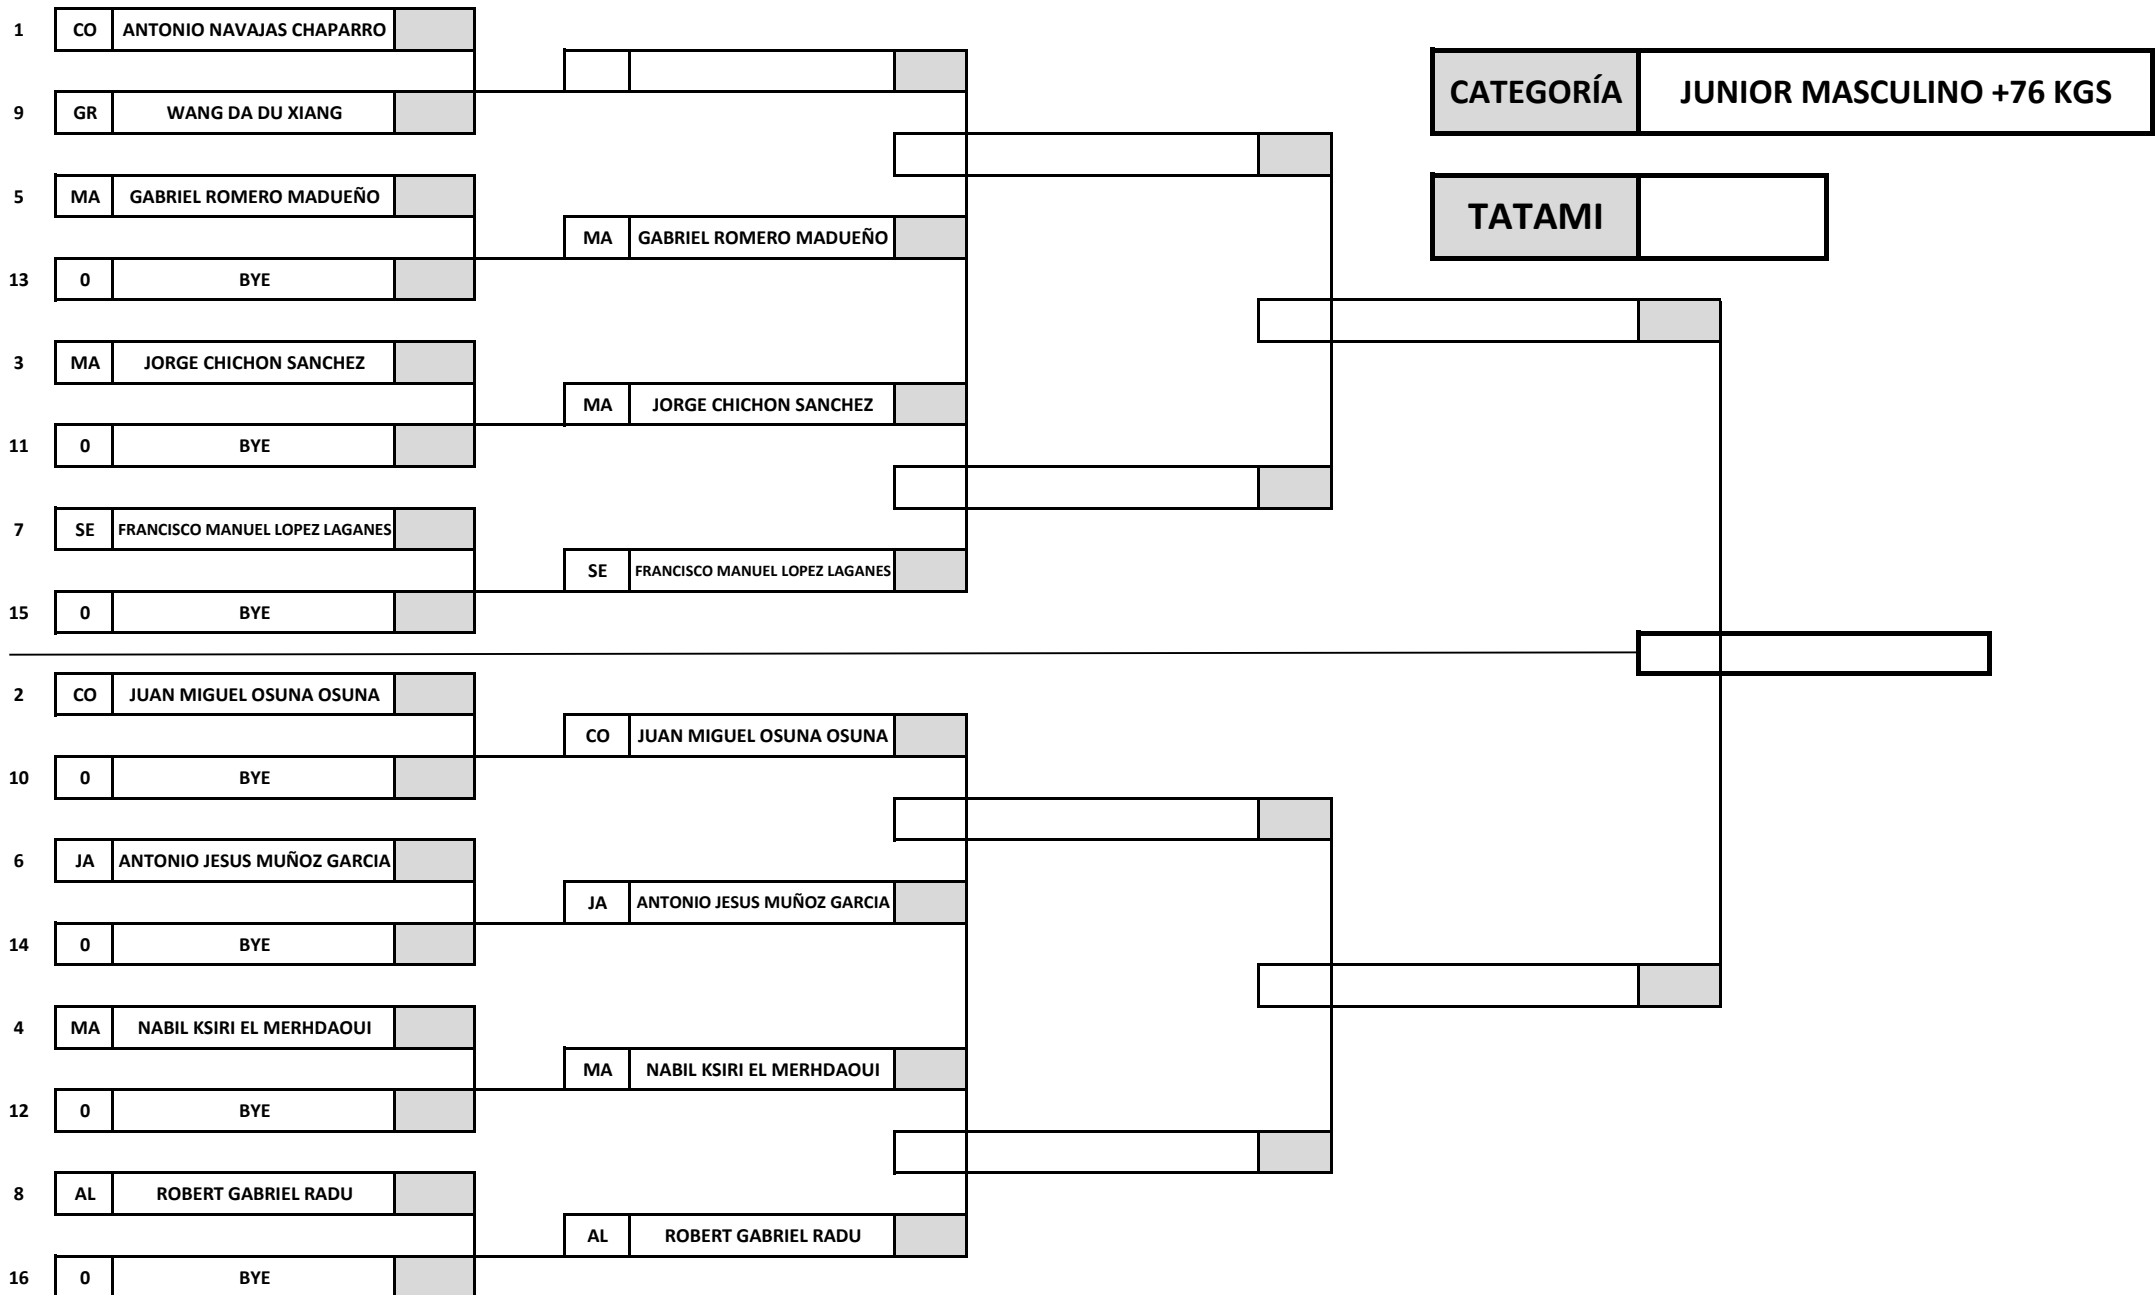 1 CO ANTONIO NAVAJAS CHAPARRO
CATEGORÍA JUNIOR MASCULINO +76 KGS
9 GR WANG DA DU XIANG
5 MA GABRIEL ROMERO MADUEÑO
TATAMI
MA GABRIEL ROMERO MADUEÑO
13 0 BYE
3 MA JORGE CHICHON SANCHEZ
MA JORGE CHICHON SANCHEZ
11 0 BYE
7 SE FRANCISCO MANUEL LOPEZ LAGANES
SE FRANCISCO MANUEL LOPEZ LAGANES
15 0 BYE
2 CO JUAN MIGUEL OSUNA OSUNA
CO JUAN MIGUEL OSUNA OSUNA
10 0 BYE
6 JA ANTONIO JESUS MUÑOZ GARCIA
JA ANTONIO JESUS MUÑOZ GARCIA
14 0 BYE
4 MA NABIL KSIRI EL MERHDAOUI
MA NABIL KSIRI EL MERHDAOUI
12 0 BYE
8 AL ROBERT GABRIEL RADU
AL ROBERT GABRIEL RADU
16 0 BYE